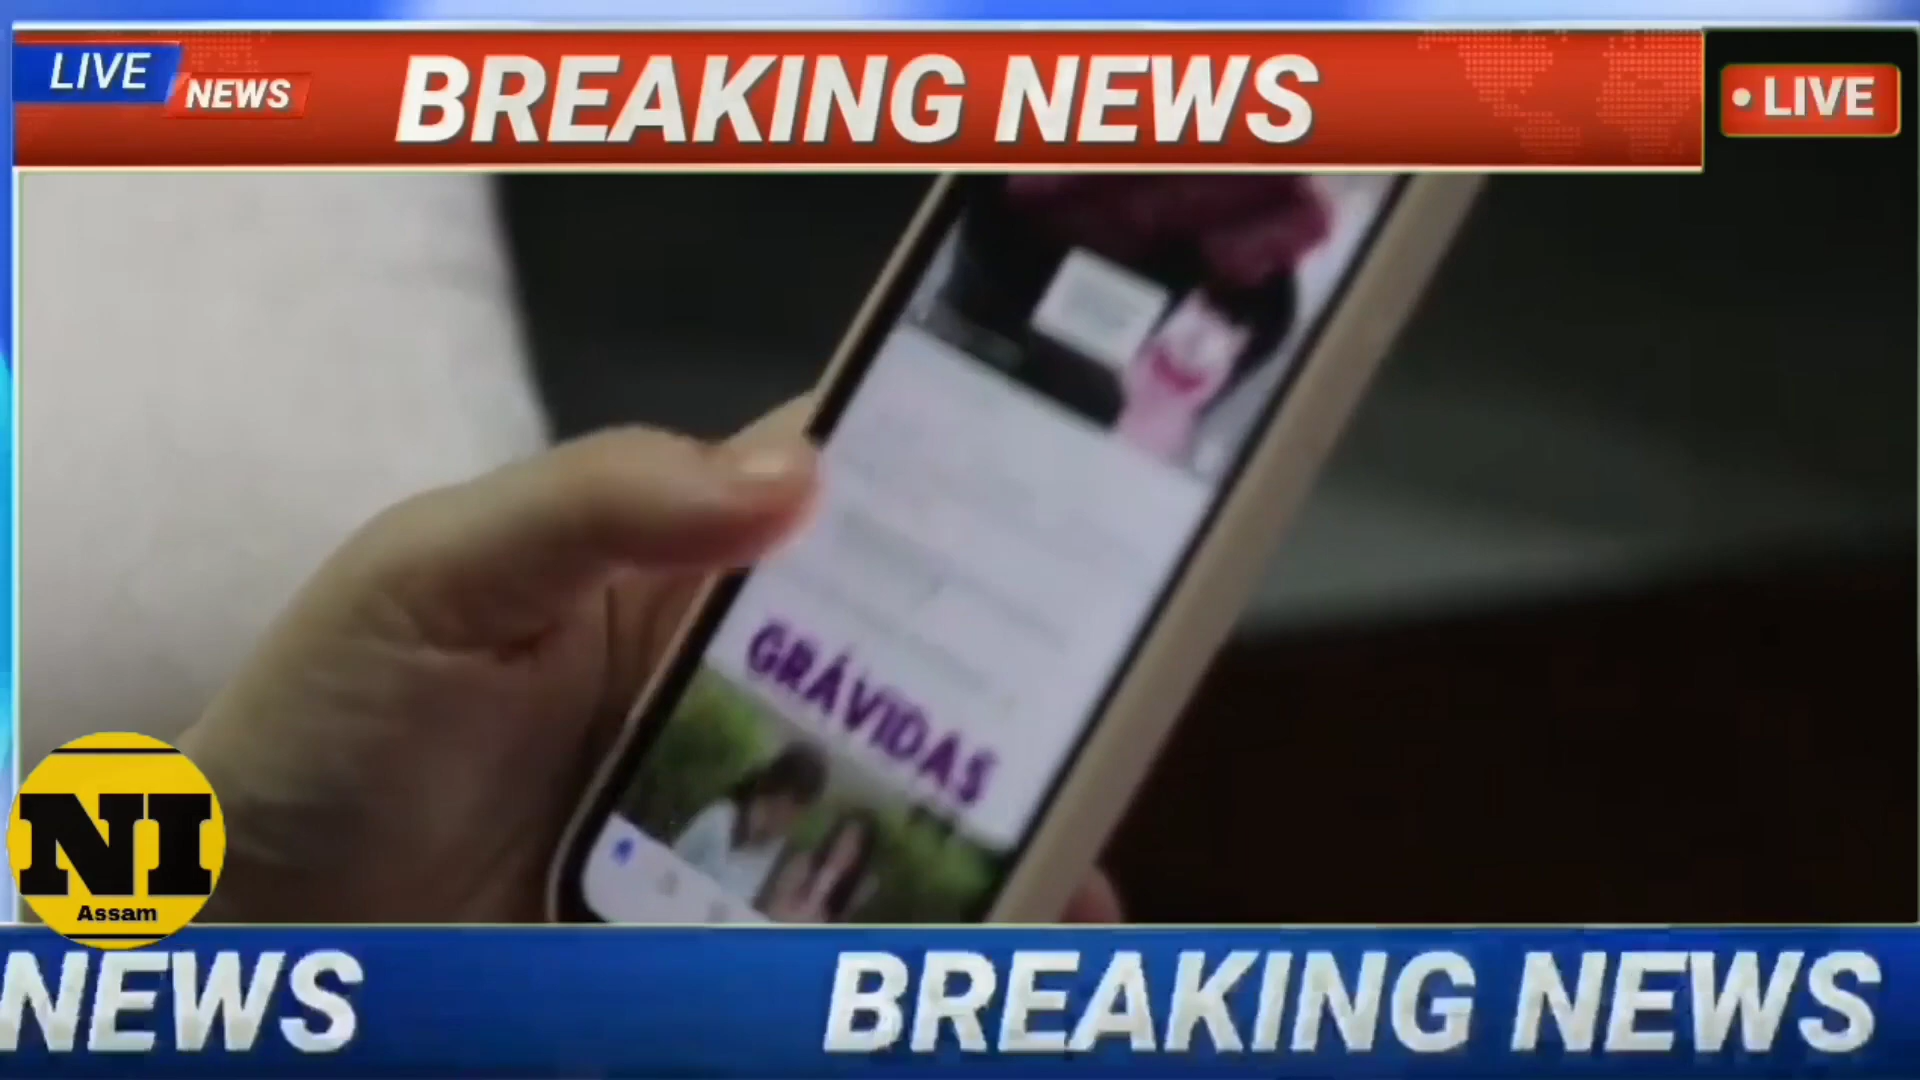 LIVE
NEWS
BREAKING NEWS
• LIVE
GRÁVIDAS
NI
Assam
NEWS
BREAKING NEWS